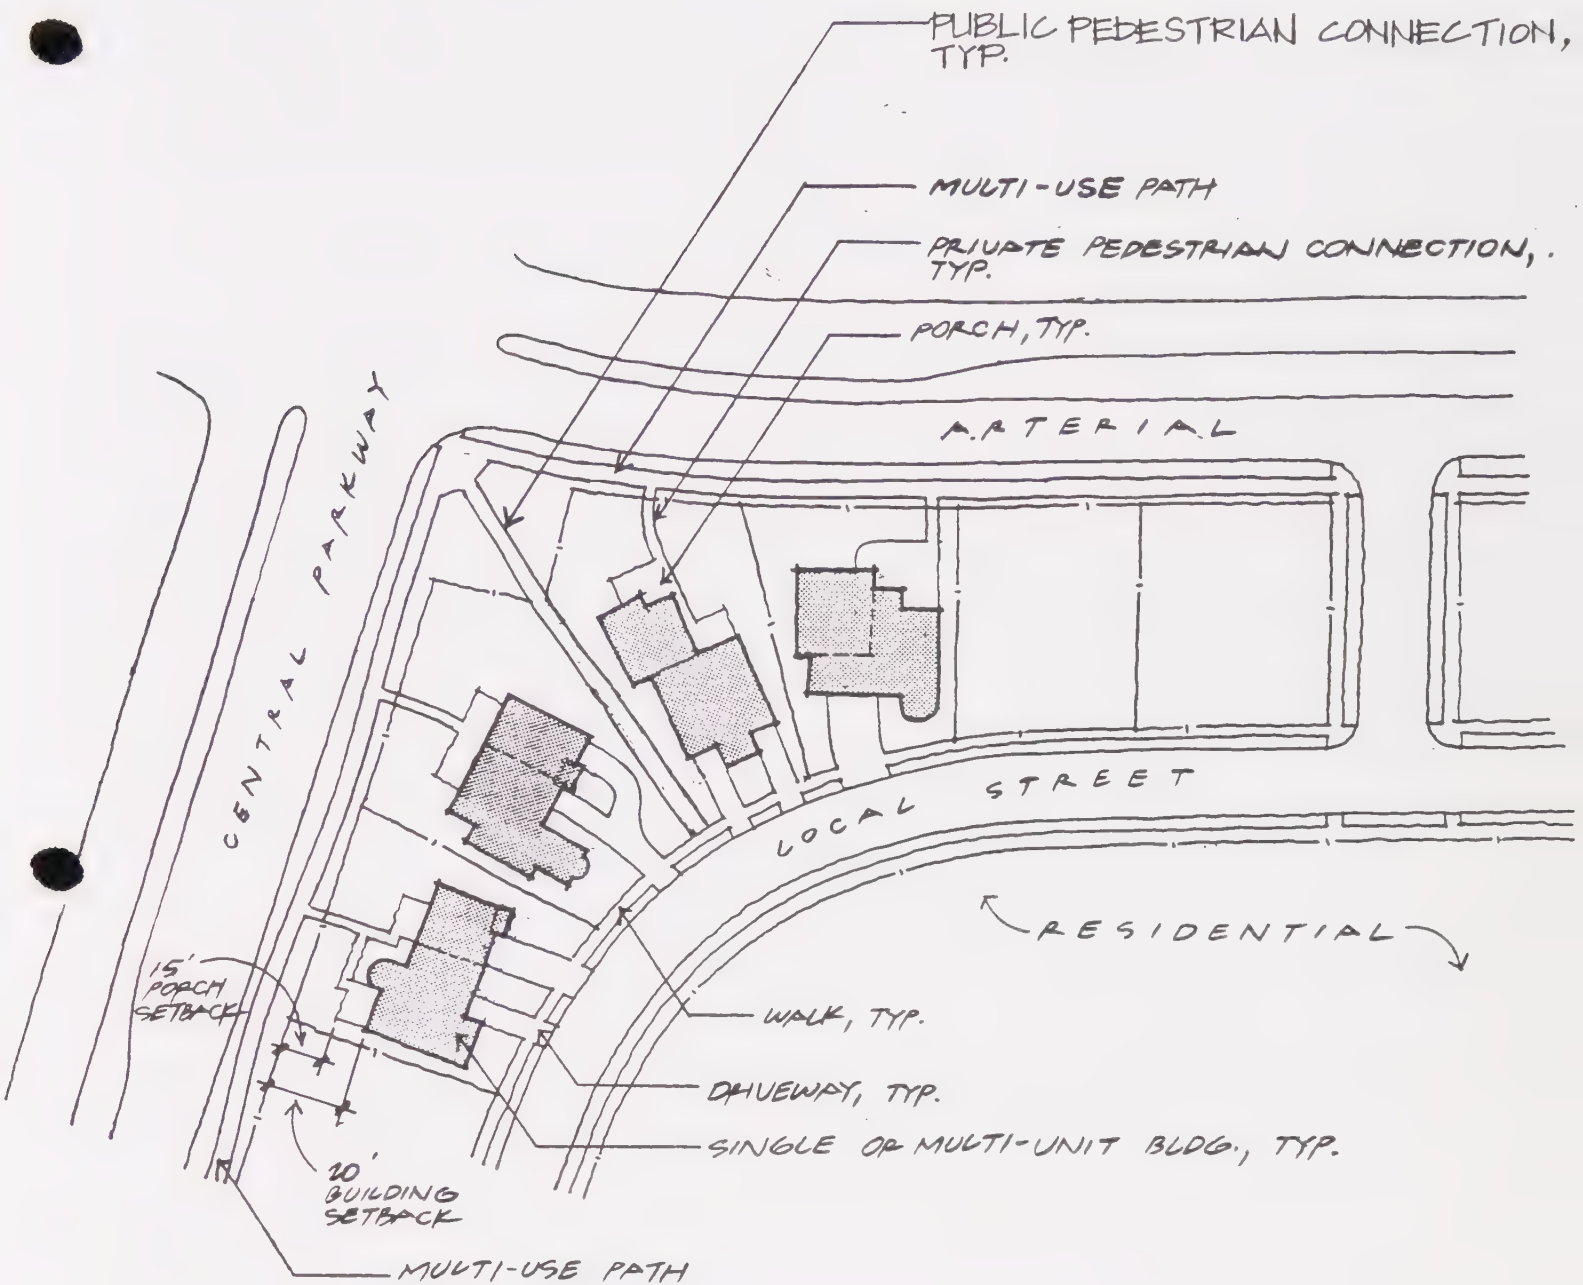 PUBLIC PEDESTRIAN CONNECTION,
TYP.
MULTI-USE PATH
PRIVATE PEDESTRIAN CONNECTION,
TYP.
PORCH, TYP.
ARTERIAL
CENTRAL PARKWAY
LOCAL STREET
RESIDENTIAL
15'
PORCH
SETBACK
WALK, TYP.
DRIVEWAY, TYP.
SINGLE OR MULTI-UNIT BLDG., TYP.
20'
BUILDING
SETBACK
MULTI-USE PATH